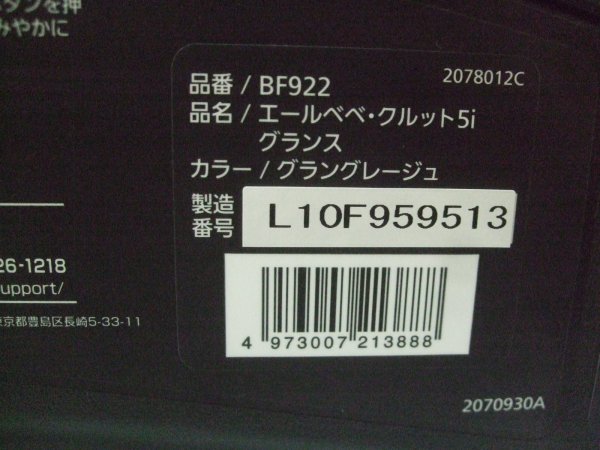 タンを押
みやかに
2078012C
品番 / BF922
品名 / エールベベ・クルット5i
グランス
カラー / グラングレージュ
製造
番号
L10F959513
26-1218
upport/
東京都豊島区長崎5-33-11
4 973007 213888
2070930A